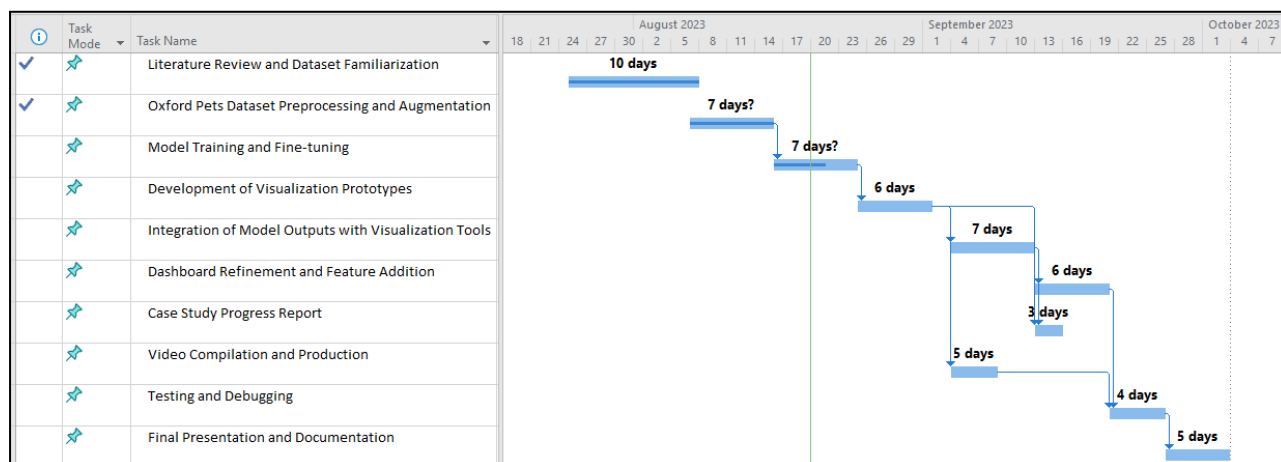 August 2023 September 2023 October 2023
Task Mode Task Name 18 21 24 27 30 2 5 8 11 14 17 20 23 26 29 1 4 7 10 13 16 19 22 25 28 1 4 7
Literature Review and Dataset Familiarization 10 days
Oxford Pets Dataset Preprocessing and Augmentation 7 days?
Model Training and Fine-tuning 7 days?
Development of Visualization Prototypes 6 days
Integration of Model Outputs with Visualization Tools 7 days
Dashboard Refinement and Feature Addition 6 days
Case Study Progress Report 3 days
Video Compilation and Production 5 days
Testing and Debugging 4 days
Final Presentation and Documentation 5 days